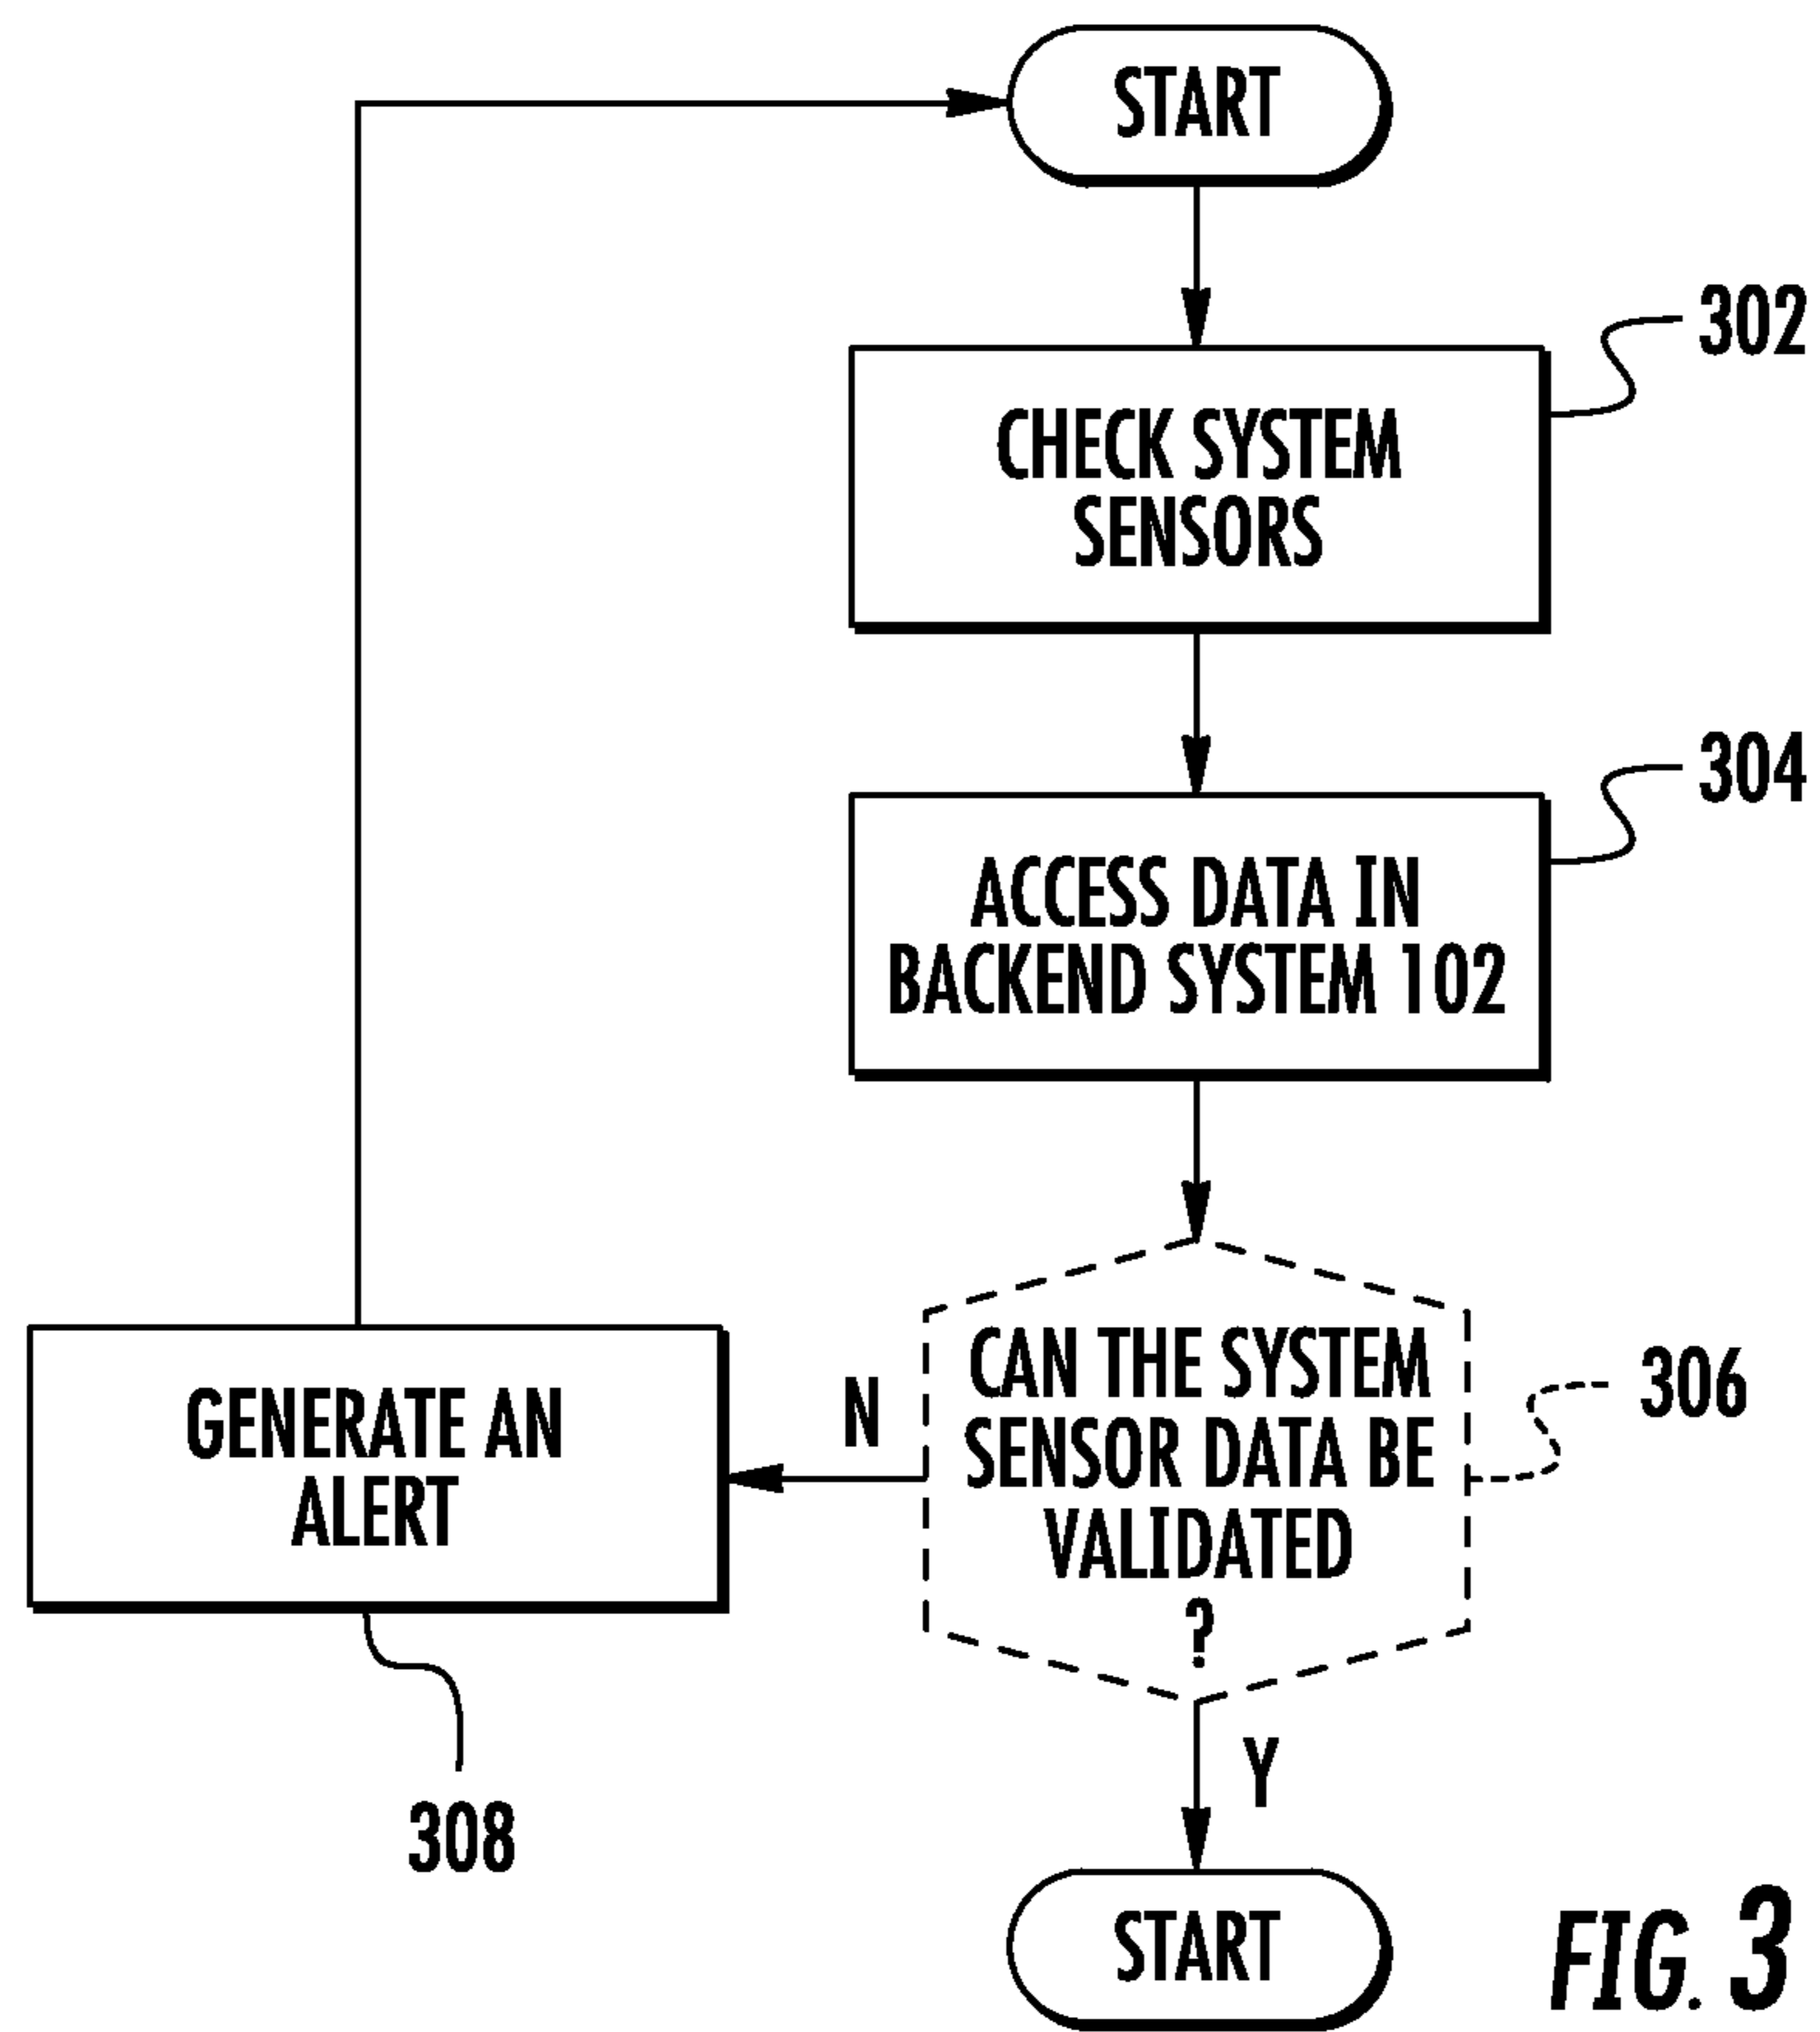 START
302
CHECK SYSTEM
SENSORS
304
ACCESS DATA IN
BACKEND SYSTEM 102
CAN THE SYSTEM
SENSOR DATA BE
VALIDATED
?
306
N
GENERATE AN
ALERT
308
Y
START
FIG. 3